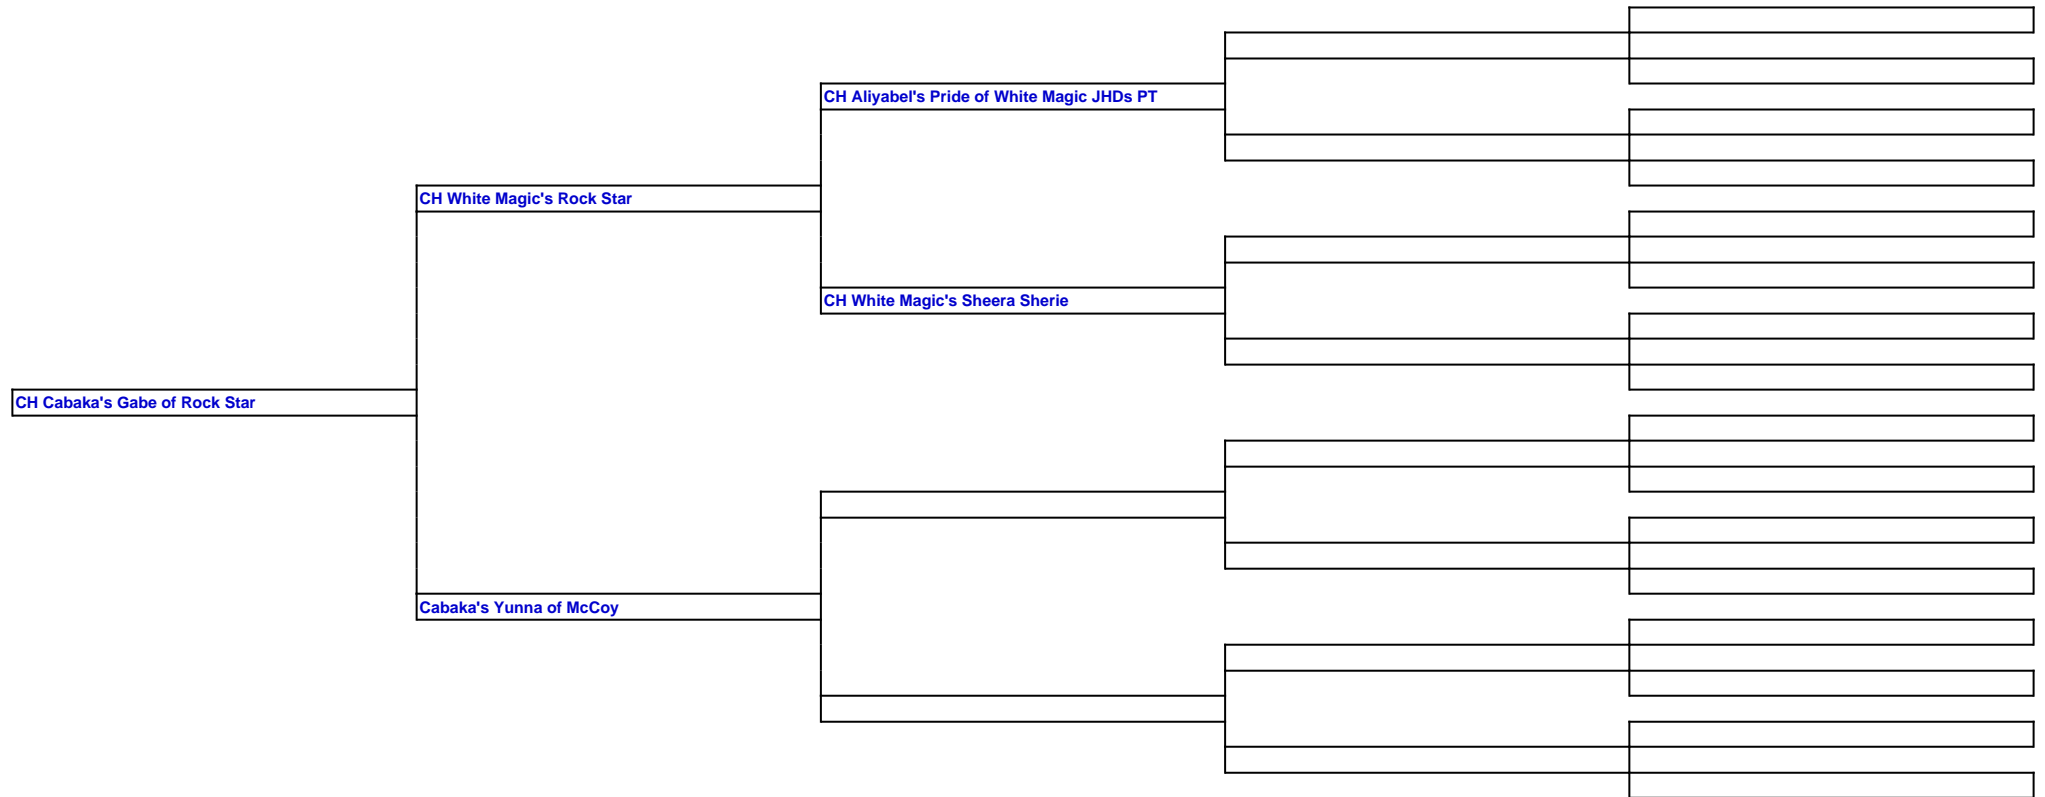 CH Aliyabel's Pride of White Magic JHDs PT
CH White Magic's Rock Star
CH White Magic's Sheera Sherie
CH Cabaka's Gabe of Rock Star
Cabaka's Yunna of McCoy